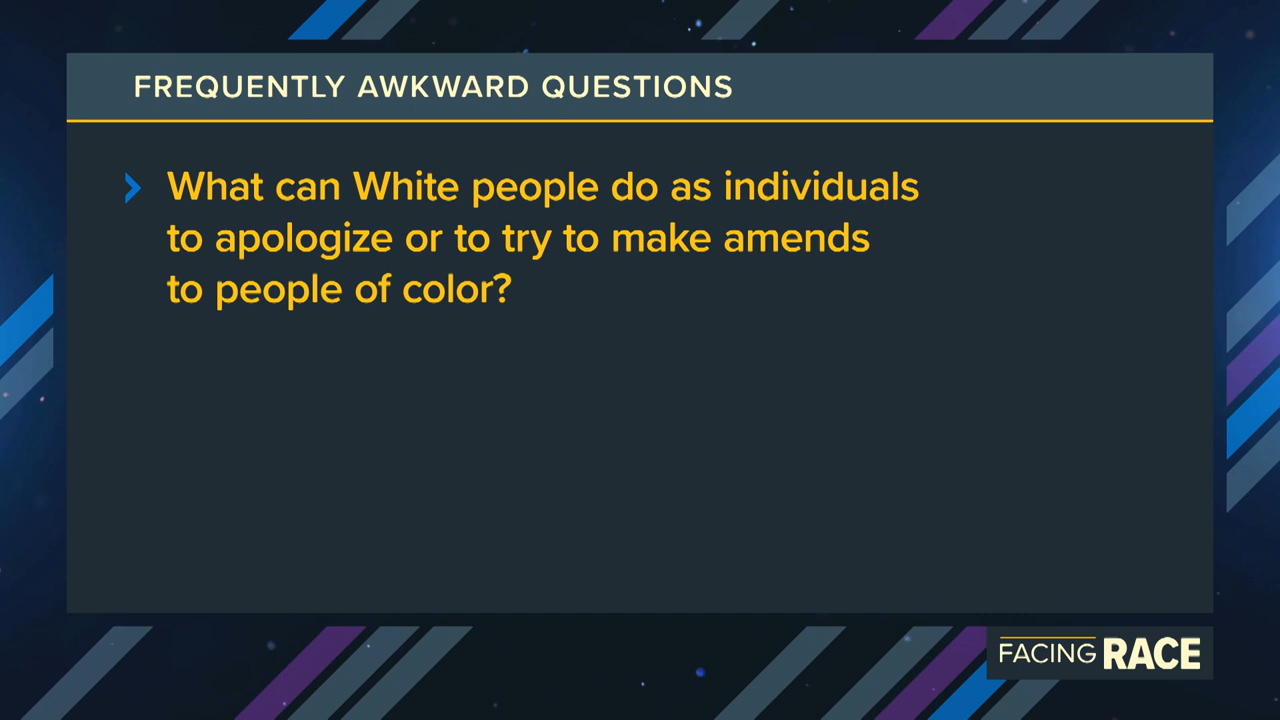 FREQUENTLY AWKWARD QUESTIONS
What can White people do as individuals
to apologize or to try to make amends
to people of color?
FACING RACE